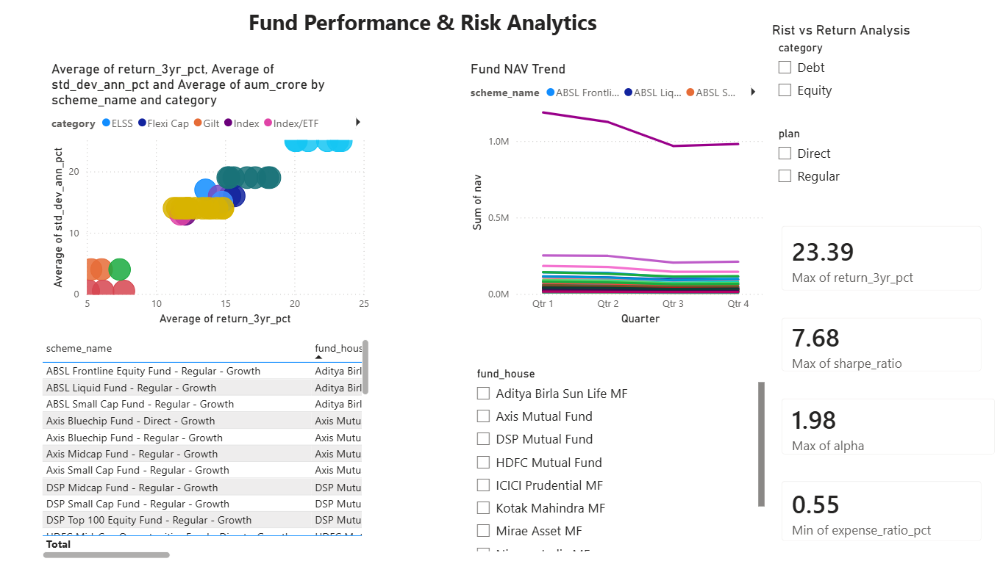 Fund Performance & Risk Analytics
Rist vs Return Analysis
category
Debt
Equity
plan
Direct
Regular
Average of return_3yr_pct, Average of
std_dev_ann_pct and Average of aum_crore by
scheme_name and category
category ELSS Flexi Cap Gilt Index Index/ETF
Average of std_dev_ann_pct
20
10
0
5 10 15 20 25
Average of return_3yr_pct
Fund NAV Trend
scheme_name ABSL Frontli... ABSL Liq... ABSL S...
Sum of nav
1.0M
0.5M
0.0M
Qtr 1 Qtr 2 Qtr 3 Qtr 4
Quarter
23.39
Max of return_3yr_pct
7.68
Max of sharpe_ratio
1.98
Max of alpha
0.55
Min of expense_ratio_pct
scheme_name fund_hous
ABSL Frontline Equity Fund - Regular - Growth Aditya Birl
ABSL Liquid Fund - Regular - Growth Aditya Birl
ABSL Small Cap Fund - Regular - Growth Aditya Birl
Axis Bluechip Fund - Direct - Growth Axis Mutu
Axis Bluechip Fund - Regular - Growth Axis Mutu
Axis Midcap Fund - Regular - Growth Axis Mutu
Axis Small Cap Fund - Regular - Growth Axis Mutu
DSP Midcap Fund - Regular - Growth DSP Mutu
DSP Small Cap Fund - Regular - Growth DSP Mutu
DSP Top 100 Equity Fund - Regular - Growth DSP Mutu
Total
fund_house
Aditya Birla Sun Life MF
Axis Mutual Fund
DSP Mutual Fund
HDFC Mutual Fund
ICICI Prudential MF
Kotak Mahindra MF
Mirae Asset MF